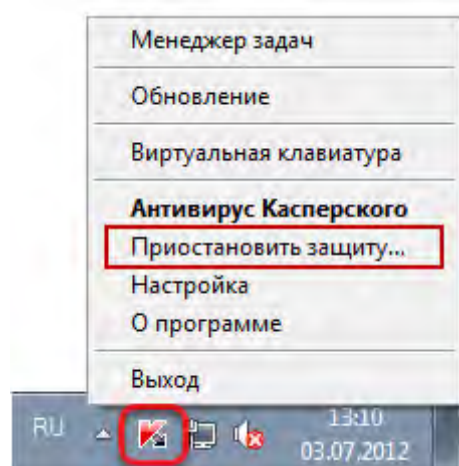 Менеджер задач
Обновление
Виртуальная клавиатура
Антивирус Касперского
Приостановить защиту...
Настройка
О программе
Выход
RU
13:10
03.07.2012